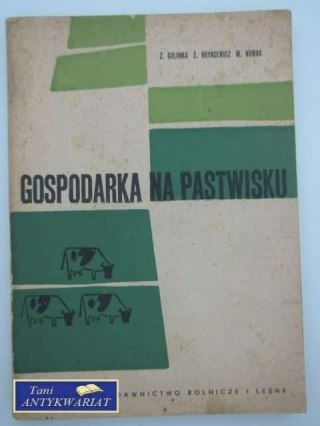 Z. GOLONKA Z. HRYNCEWICZ M. NOWAK
GOSPODARKA NA PASTWISKU
DAWNICTWO ROLNICZE I LEŚNE
Tani
ANTYKWARIAT